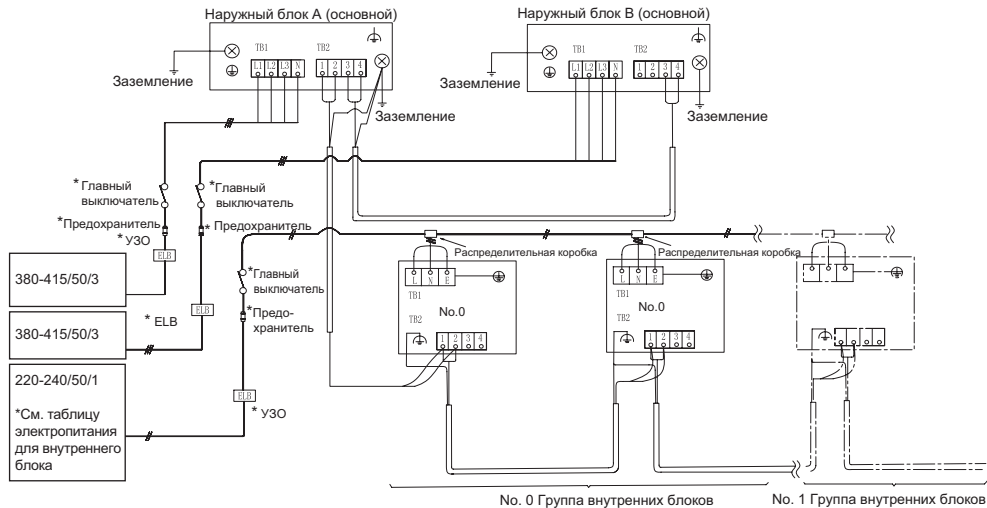 Наружный блок A (основной)
Наружный блок B (основной)
TB1
TB2
L1 L2 L3 N
1 2 3 4
Заземление
Заземление
TB1
TB2
L1 L2 L3 N
1 2 3 4
Заземление
Заземление
* Главный
выключатель
*Главный
выключатель
*Предохранитель
* Предохранитель
* УЗО
ELB
Распределительная коробка
Распределительная коробка
380-415/50/3
*Главный
выключатель
L N E
TB1
No.0
TB2
1 2 3 4
L N E
TB1
No.0
TB2
1 2 3 4
ELB
* ELB
*Предо-
хранитель
380-415/50/3
220-240/50/1
*См. таблицу
электропитания
для внутреннего
блока
ELB
* УЗО
No. 0 Группа внутренних блоков
No. 1 Группа внутренних блоков